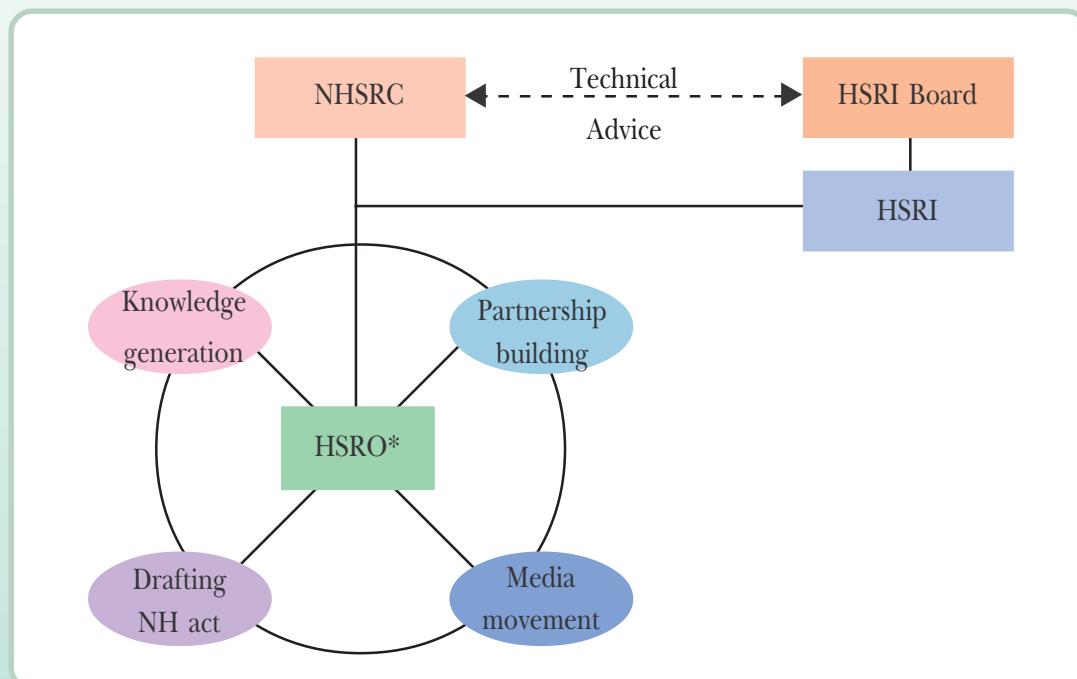 NHSRC
Technical
Advice
HSRI Board
HSRI
Knowledge
generation
Partnership
building
HSRO*
Drafting
NH act
Media
movement